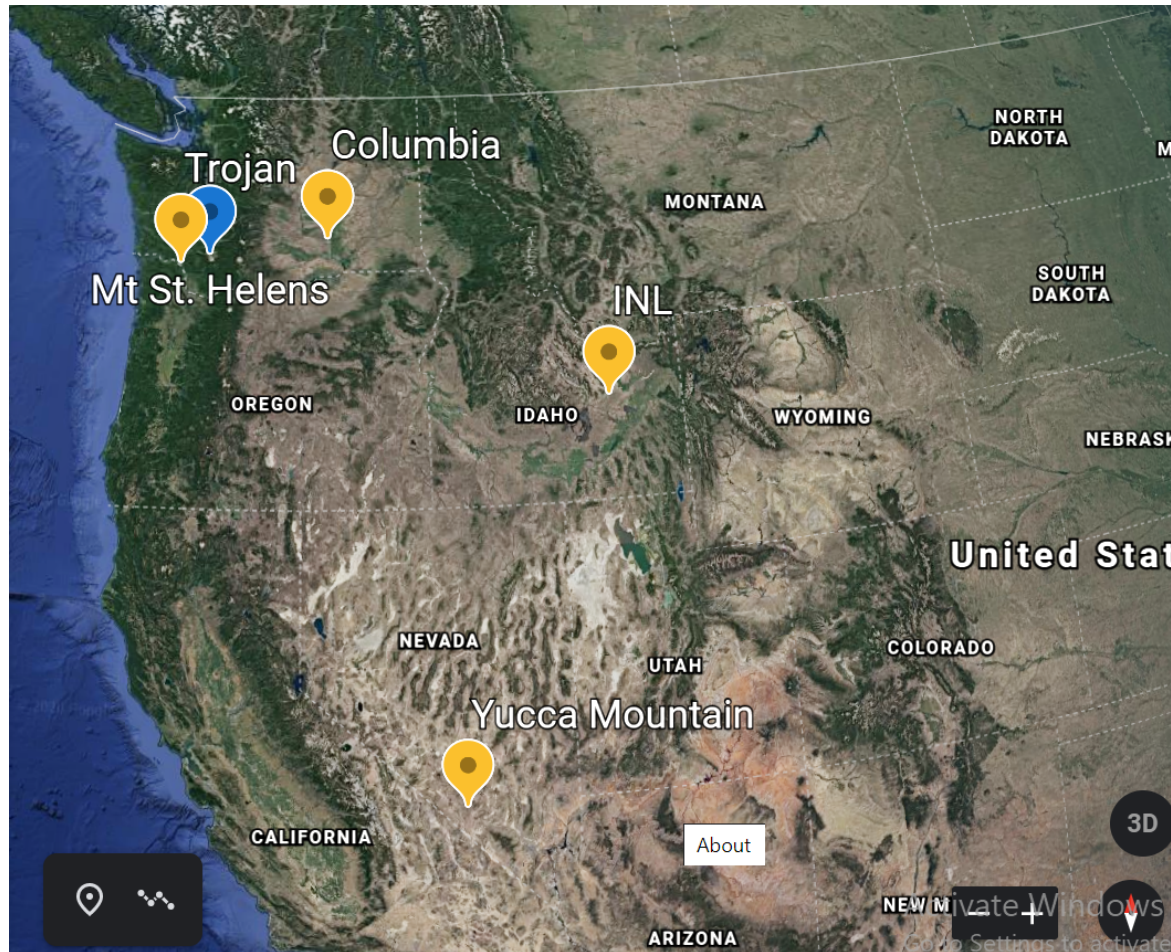 NORTH
DAKOTA
M
Columbia
Trojan
MONTANA
Mt St. Helens
SOUTH
DAKOTA
INL
OREGON
IDAHO
WYOMING
NEBRASK
United Stat
NEVADA
COLORADO
UTAH
Yucca Mountain
3D
CALIFORNIA
About
NEW M
ivate Windows
ARIZONA
to Settings to activate